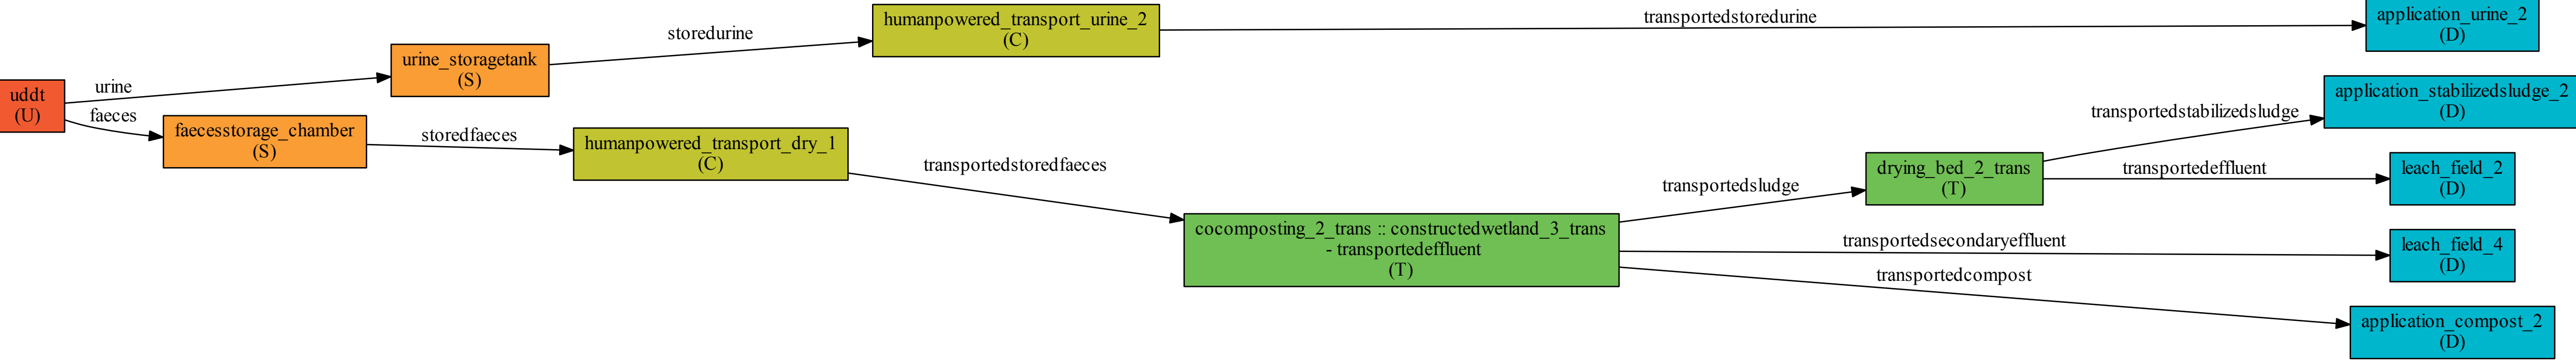 uddt
(U)
urine
faeces
urine_storagetank
(S)
faecesstorage_chamber
(S)
storedurine
storedfaeces
humanpowered_transport_urine_2
(C)
humanpowered_transport_dry_1
(C)
transportedstoredurine
transportedstoredfaeces
cocomposting_2_trans :: constructedwetland_3_trans
- transportedeffluent
(T)
transportedsludge
transportedsecondaryeffluent
transportedcompost
drying_bed_2_trans
(T)
transportedstabilizedsludge
transportedeffluent
application_urine_2
(D)
application_stabilizedsludge_2
(D)
leach_field_2
(D)
leach_field_4
(D)
application_compost_2
(D)